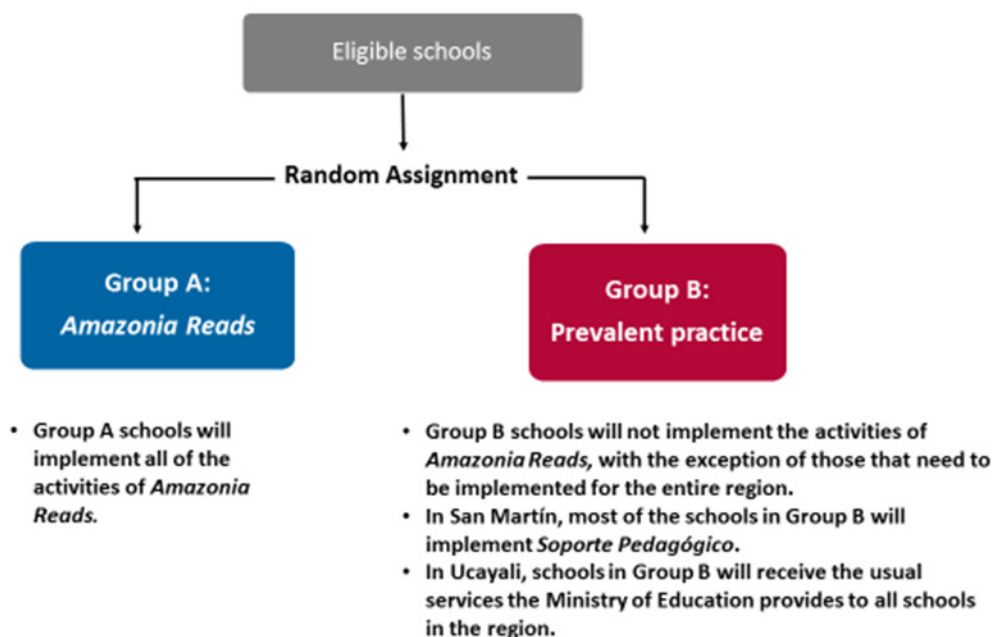 Eligible schools
Random Assignment
Group A:
Amazonia Reads
Group B:
Prevalent practice
• Group A schools will
implement all of the
activities of Amazonia
Reads.
• Group B schools will not implement the activities of
Amazonia Reads, with the exception of those that need to
be implemented for the entire region.
• In San Martín, most of the schools in Group B will
implement Soporte Pedagógico.
• In Ucayali, schools in Group B will receive the usual
services the Ministry of Education provides to all schools
in the region.